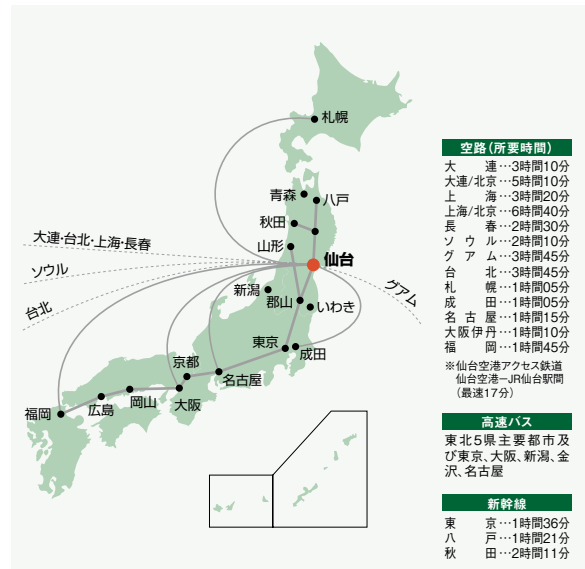 札幌
青森
八戸
秋田
山形
仙台
大連・台北・上海・長春
ソウル
台北
グアム
新潟
郡山
いわき
東京
成田
京都
名古屋
大阪
岡山
広島
福岡
空路（所要時間）
大連…3時間10分
大連/北京…5時間10分
上海…3時間20分
上海/北京…6時間40分
長春…2時間30分
ソウル…2時間10分
グアム…3時間45分
台北…3時間45分
札幌…1時間05分
成田…1時間05分
名古屋…1時間15分
大阪伊丹…1時間10分
福岡…1時間45分
※仙台空港アクセス鉄道
仙台空港−JR仙台駅間
（最速17分）
高速バス
東北5県主要都市及
び東京、大阪、新潟、金
沢、名古屋
新幹線
東京…1時間36分
八戸…1時間21分
秋田…2時間11分